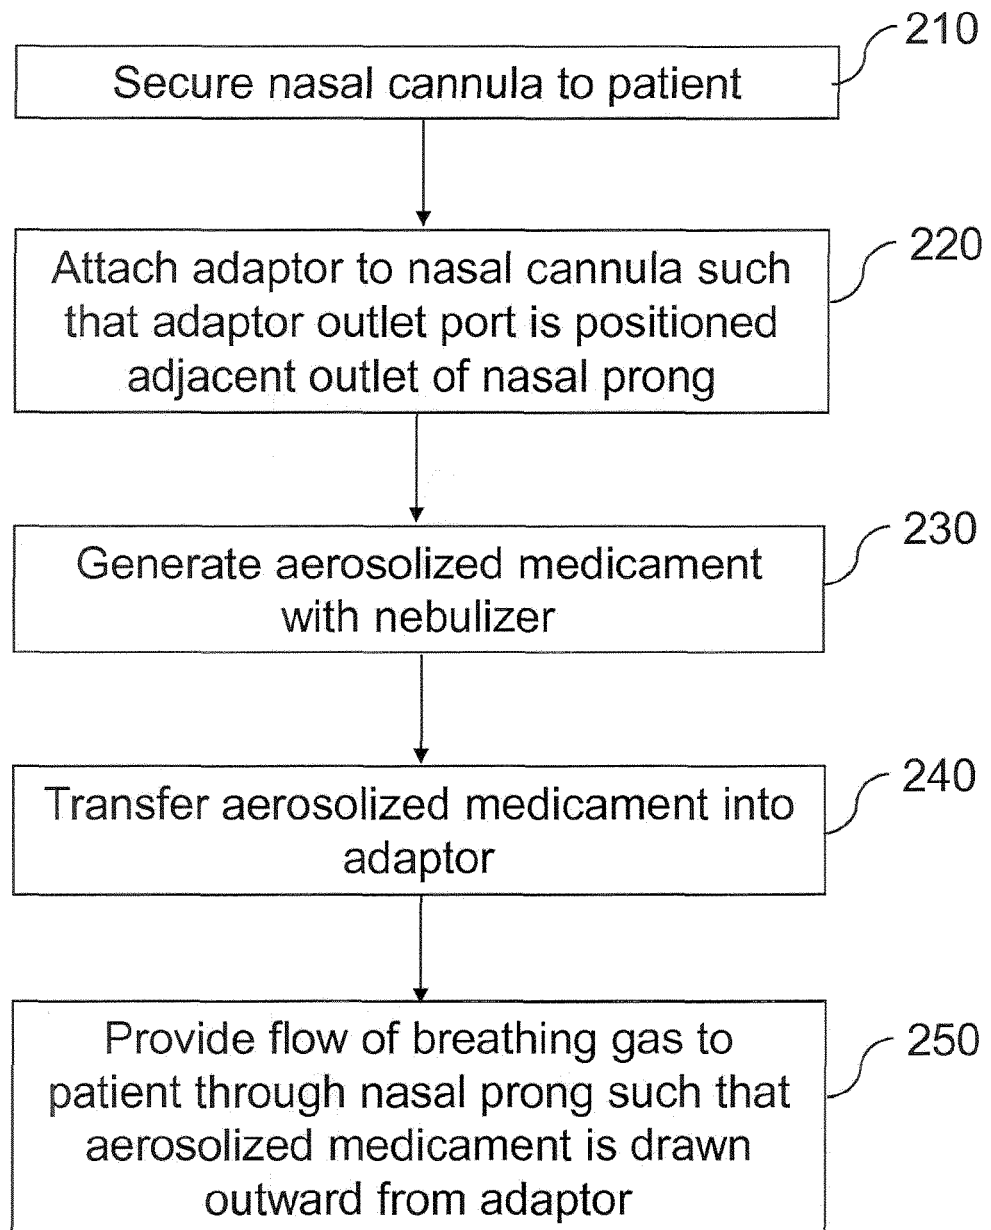 210
Secure nasal cannula to patient
220
Attach adaptor to nasal cannula such
that adaptor outlet port is positioned
adjacent outlet of nasal prong
230
Generate aerosolized medicament
with nebulizer
240
Transfer aerosolized medicament into
adaptor
250
Provide flow of breathing gas to
patient through nasal prong such that
aerosolized medicament is drawn
outward from adaptor